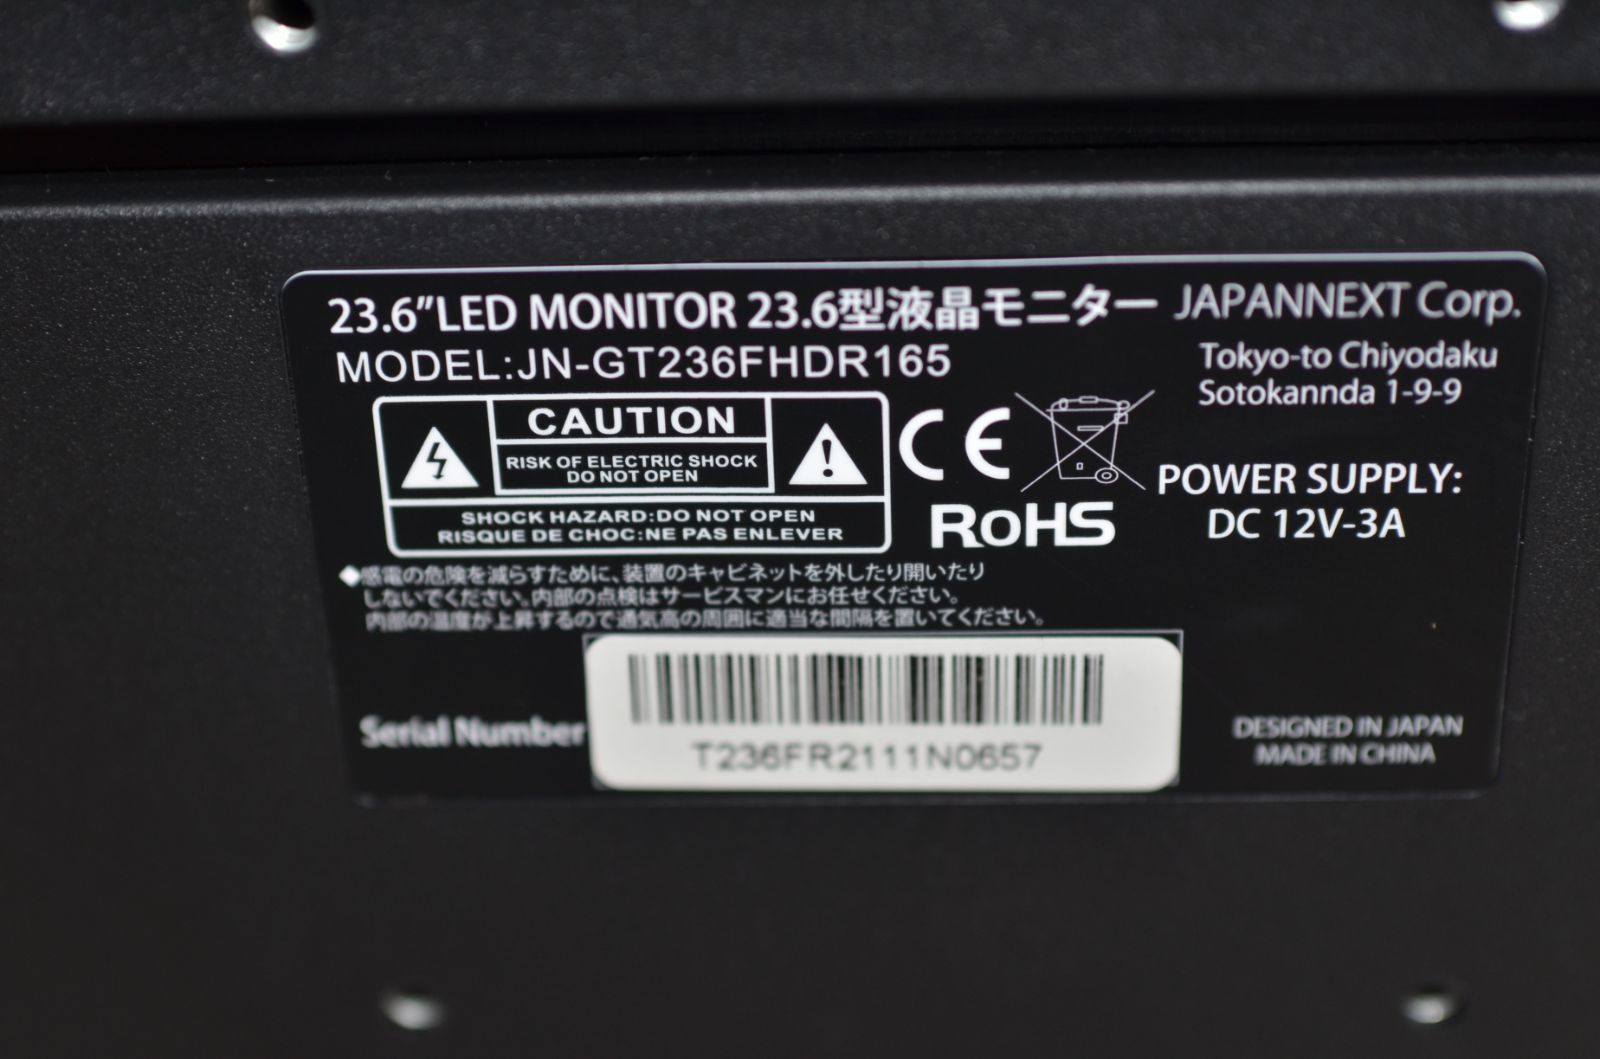 23.6”LED MONITOR 23.6型液晶モニター
JAPANNEXT Corp.
MODEL:JN-GT236FHDR165
Tokyo-to Chiyodaku
Sotokannda 1-9-9
CAUTION
RISK OF ELECTRIC SHOCK
DO NOT OPEN
SHOCK HAZARD:DO NOT OPEN
RISQUE DE CHOC:NE PAS ENLEVER
CE
RoHS
POWER SUPPLY:
DC 12V-3A
◆感電の危険を減らすために、装置のキャビネットを外したり開いたり
しないでください。内部の点検はサービスマンにお任せください。
内部の温度が上昇するので通気高の周囲に適当な間隔を置いてください。
Serial Number
T236FR2111N0657
DESIGNED IN JAPAN
MADE IN CHINA